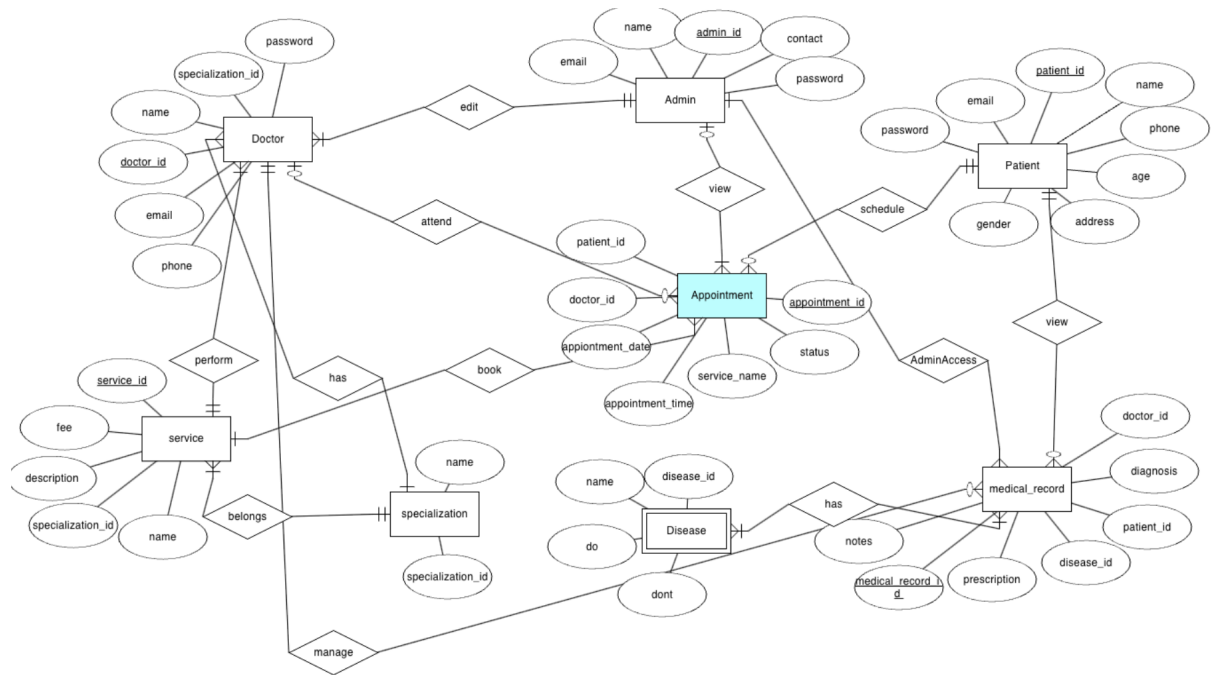 password
specialization_id
name
Doctor
doctor_id
email
phone
edit
name
admin_id
contact
email
Admin
password
patient_id
email
name
password
phone
Patient
age
gender
address
view
schedule
attend
patient_id
doctor_id
Appointment
appointment_id
appiontment_date
status
service_name
appointment_time
view
AdminAccess
perform
has
book
service_id
fee
service
description
specialization_id
name
belongs
name
specialization
specialization_id
disease_id
name
Disease
do
dont
has
doctor_id
diagnosis
medical_record
patient_id
notes
disease_id
prescription
medical_record_i
d
manage